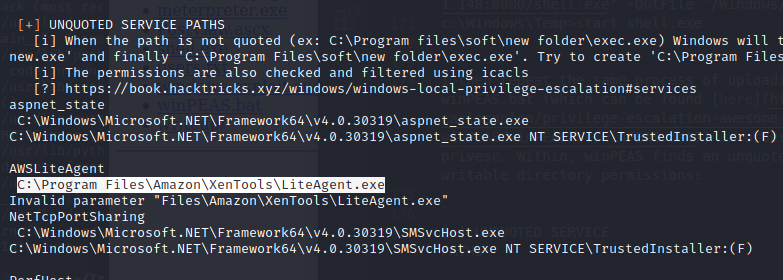 meterpreter.exe
[+] UNQUOTED SERVICE PATHS
[i] When the path is not quoted (ex: C:\Program files\soft\new folder\exec.exe) Windows will t
new.exe' and finally 'C:\Program Files\soft\new folder\exec.exe'. Try to create 'C:\Program Files
[i] The permissions are also checked and filtered using icacls
[?] https://book.hacktricks.xyz/windows/windows-local-privilege-escalation#services
aspnet_state
winPEAS.bat
C:\Windows\Microsoft.NET\Framework64\v4.0.30319\aspnet_state.exe
C:\Windows\Microsoft.NET\Framework64\v4.0.30319\aspnet_state.exe NT SERVICE\TrustedInstaller:(F)
AWSLiteAgent
C:\Program Files\Amazon\XenTools\LiteAgent.exe
Invalid parameter "Files\Amazon\XenTools\LiteAgent.exe"
NetTcpPortSharing
C:\Windows\Microsoft.NET\Framework64\v4.0.30319\SMSvcHost.exe
C:\Windows\Microsoft.NET\Framework64\v4.0.30319\SMSvcHost.exe NT SERVICE\TrustedInstaller:(F)
PerfHost